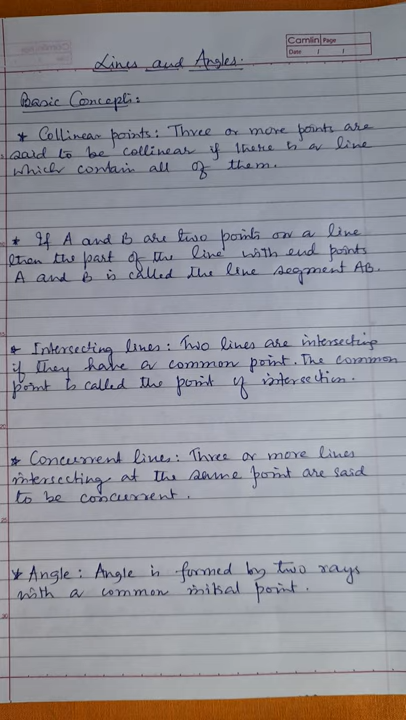 Camlin Page
Date / /
Lines and Angles.
Basic Concept:
* Collinear points: Three or more points are
said to be collinear if there is a line
which contain all of them.
* If A and B are two points on a line
then the part of the line with end points
A and B is called the line segment AB.
* Intersecting lines: Two lines are intersecting
if they have a common point. The common
point is called the point of intersection.
* Concurrent lines: Three or more lines
intersecting at the same point are said
to be concurrent.
* Angle: Angle is formed by two rays
with a common initial point.